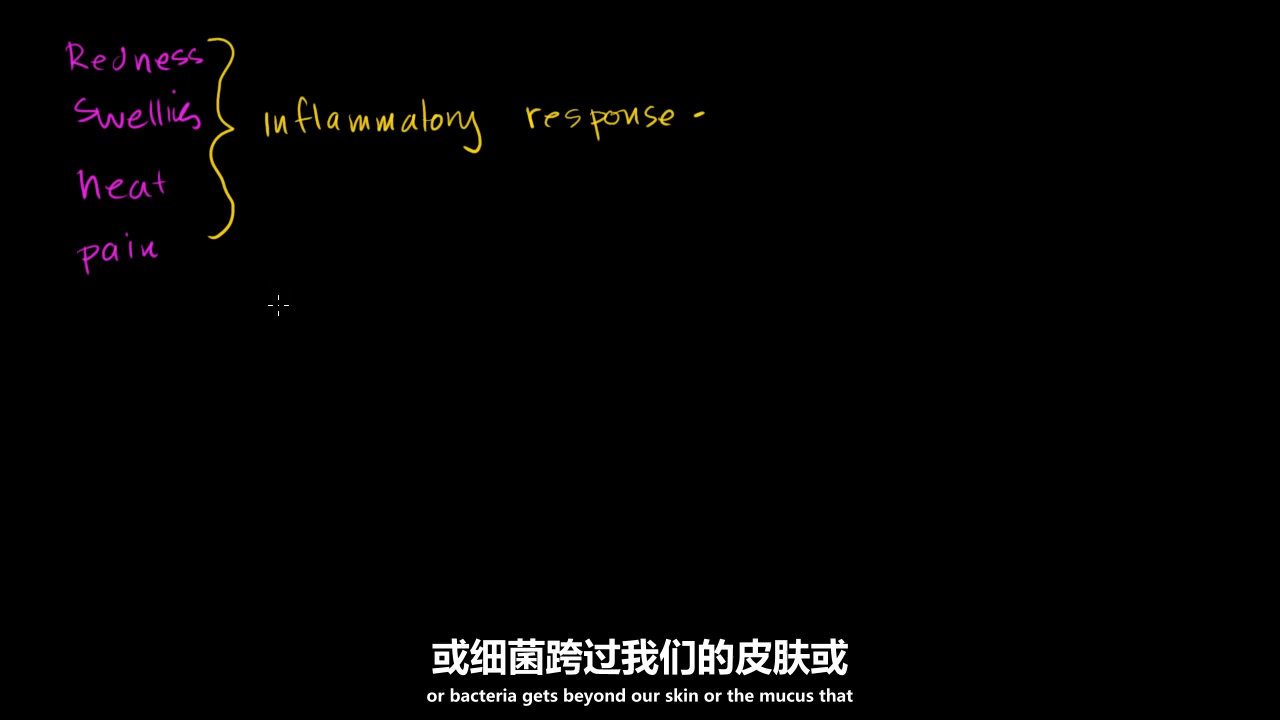 Redness
Swelling
inflammatory response -
heat
pain
或细菌跨过我们的皮肤或
or bacteria gets beyond our skin or the mucus that